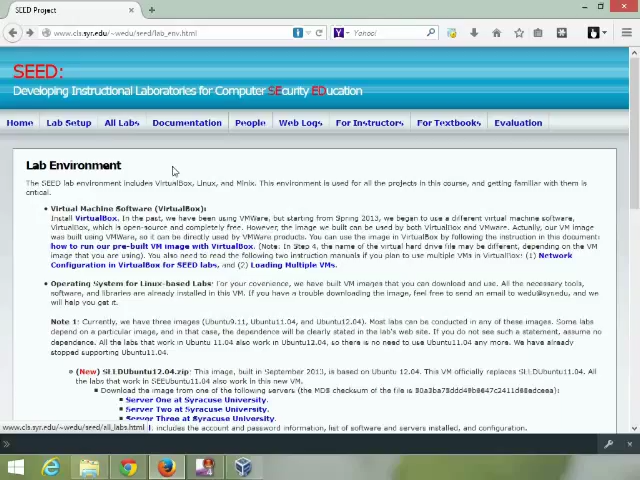 SEED Project
www.cis.syr.edu/~wedu/seed/lab_env.html
Yahoo!
SEED:
Developing Instructional Laboratories for Computer SEcurity EDucation
Home Lab Setup All Labs Documentation People Web Logs For Instructors For Textbooks Evaluation
Lab Environment
The SEED lab environment includes VirtualBox, Linux, and Minix. This environment is used for all the projects in this course, and getting familiar with them is
critical.
Virtual Machine Software (VirtualBox):
Install VirtualBox. In the past, we have been using VMWare, but starting from Spring 2013, we began to use a different virtual machine software,
VirtualBox, which is open-source and completely free. However, the image we built can be used by both VirtualBox and VMware. Actually, our VM image
was built using VMware, so it can be directly used by VMware products. You can use the image in VirtualBox by following the instruction in this document:
how to run our pre-built VM image with VirtualBox. (Note: In Step 4, the name of the virtual hard drive file may be different, depending on the VM
image that you are using). You also need to read the following two instruction manuals if you plan to use multiple VMs in VirtualBox: (1) Network
Configuration in VirtualBox for SEED labs, and (2) Loading Multiple VMs.
Operating System for Linux-based Labs: For your convenience, we have built VM images that you can download and use. All the necessary tools,
software, and libraries are already installed in this VM. If you have a trouble downloading the image, feel free to send an email to wedu@syr.edu, and we
will help you get it.
Note 1: Currently, we have three images (Ubuntu9.11, Ubuntu11.04, and Ubuntu12.04). Most labs can be conducted in any of these images. Some labs
depend on a particular image, and in that case, the dependence will be clearly stated in the lab's web site. If you do not see such a statement, assume no
dependence. All the labs that work in Ubuntu 11.04 also work in Ubuntu12.04, so there is no need to use Ubuntu11.04 any more. We have already
stopped supporting Ubuntu11.04.
(New) SEEDUbuntu12.04.zip: This image, built in September 2013, is based on Ubuntu 12.04. This VM officially replaces SEEDUbuntu11.04. All
the labs that work in SEEUbuntu11.04 also work in this new VM.
Download the image from one of the following servers (the MD5 checksum of the file is
Server One at Syracuse University.
Server Two at Syracuse University.
Server Three at Syracuse University.
includes the account and password information, list of software and servers installed, and configuration.
www.cis.syr.edu/~wedu/seed/all_labs.html